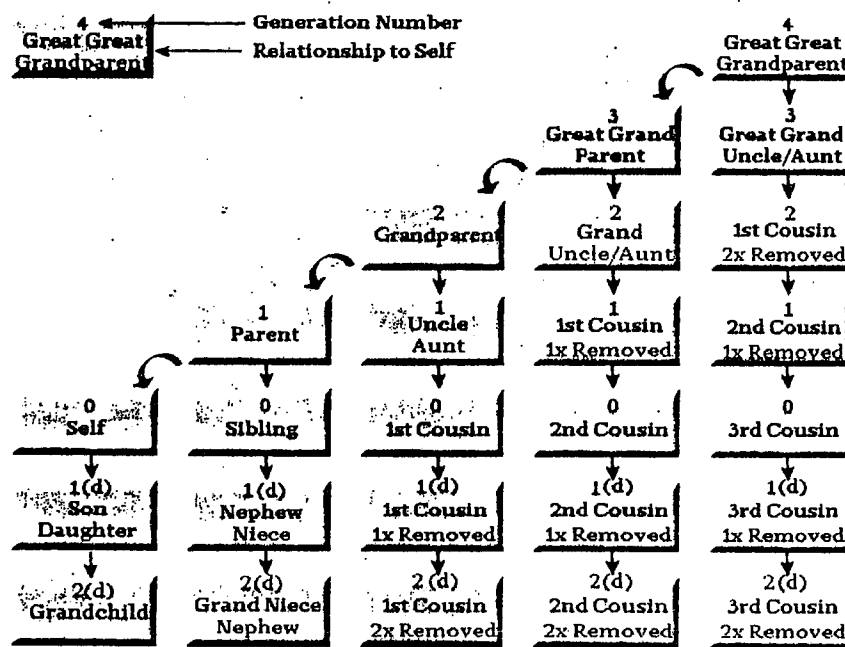 4
Great Great
Grandparent
Generation Number
Relationship to Self
4
Great Great
Grandparent
3
Great Grand
Parent
3
Great Grand
Uncle/Aunt
2
Grandparent
2
Grand
Uncle/Aunt
2
1st Cousin
2x Removed
1
Parent
1
Uncle
Aunt
1
1st Cousin
1x Removed
1
2nd Cousin
1x Removed
0
Self
0
Sibling
0
1st Cousin
0
2nd Cousin
0
3rd Cousin
1(d)
Son
Daughter
1(d)
Nephew
Niece
1(d)
1st Cousin
1x Removed
1(d)
2nd Cousin
1x Removed
1(d)
3rd Cousin
1x Removed
2(d)
Grandchild
2(d)
Grand Niece
Nephew
2(d)
1st Cousin
2x Removed
2(d)
2nd Cousin
2x Removed
2(d)
3rd Cousin
2x Removed